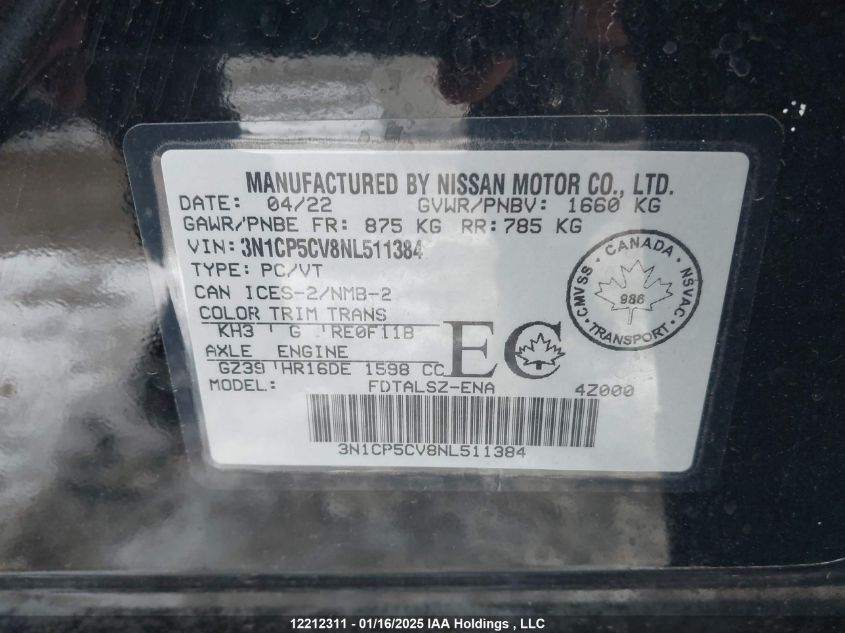 MANUFACTURED BY NISSAN MOTOR CO., LTD.
DATE: 04/22 GVWR/PNBV: 1660 KG
GAWR/PNBE FR: 875 KG RR:785 KG
VIN: 3N1CP5CV8NL511384
TYPE: PC/VT
CAN ICES-2/NMB-2
COLOR TRIM TRANS
KH3 G RE0F11B
AXLE ENGINE
GZ39 HR16DE 1598 CC
EC
MODEL: FDTALSZ-ENA 4Z000
3N1CP5CV8NL511384
CANADA
CMVSS NSVAC
986
TRANSPORT
12212311 - 01/16/2025 IAA Holdings , LLC